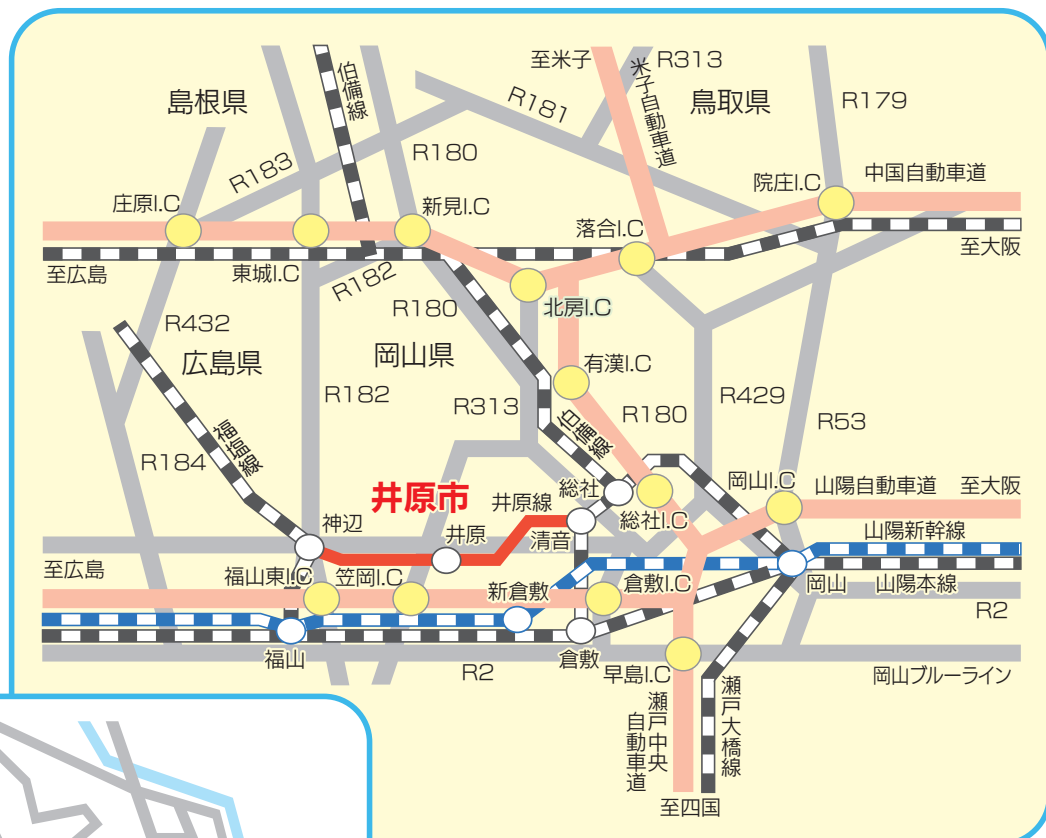 至米子
R313
島根県
伯備線
米子自動車道
鳥取県
R179
R181
R180
R183
院庄I.C
中国自動車道
庄原I.C
新見I.C
落合I.C
至広島
東城I.C
R182
至大阪
R180
北房I.C
R432
広島県
岡山県
有漢I.C
R182
R313
R180
R429
R53
福塩線
伯備線
R184
井原市
井原線
総社
岡山I.C
山陽自動車道
至大阪
神辺
井原
清音
総社I.C
山陽新幹線
至広島
福山東I.C
笠岡I.C
新倉敷
倉敷I.C
岡山
山陽本線
R2
福山
R2
倉敷
早島I.C
岡山ブルーライン
瀬戸中央
自動車道
瀬戸大橋線
至四国